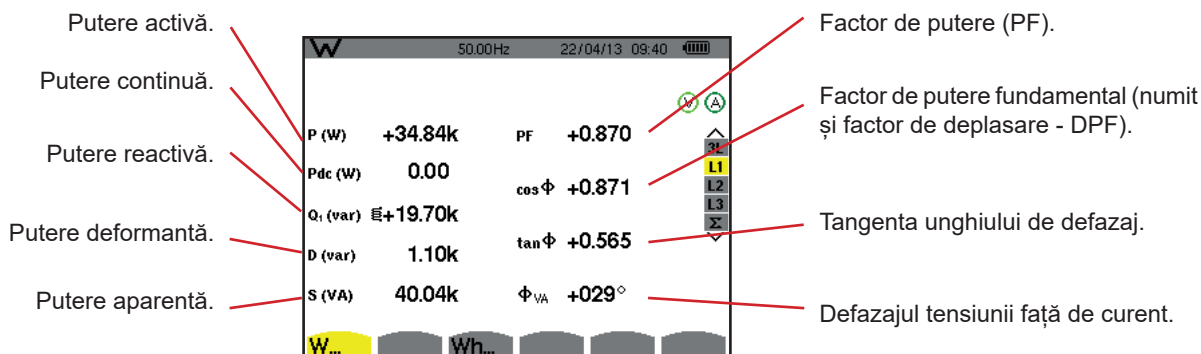 Putere activă.
Putere continuă.
Putere reactivă.
Putere deformantă.
Putere aparentă.
W 50.00Hz 22/04/13 09:40
V A
P (W) +34.84k PF +0.870
Pdc (W) 0.00 cosΦ +0.871
Q₁ (var) +19.70k tanΦ +0.565
D (var) 1.10k
S (VA) 40.04k ΦVA +029°
3L
L1
L2
L3
Σ
W... Wh...
Factor de putere (PF).
Factor de putere fundamental (numit
și factor de deplasare - DPF).
Tangenta unghiului de defazaj.
Defazajul tensiunii față de curent.